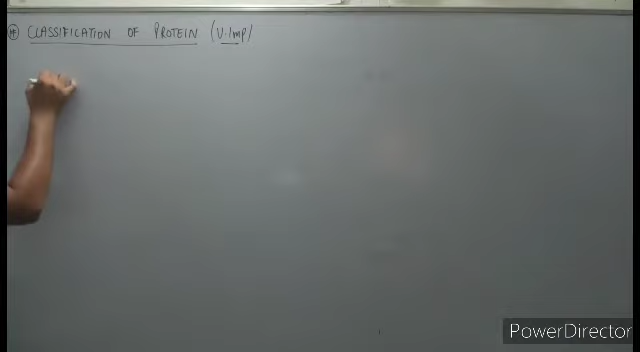 * CLASSIFICATION OF PROTEIN (V.Imp)
PowerDirector